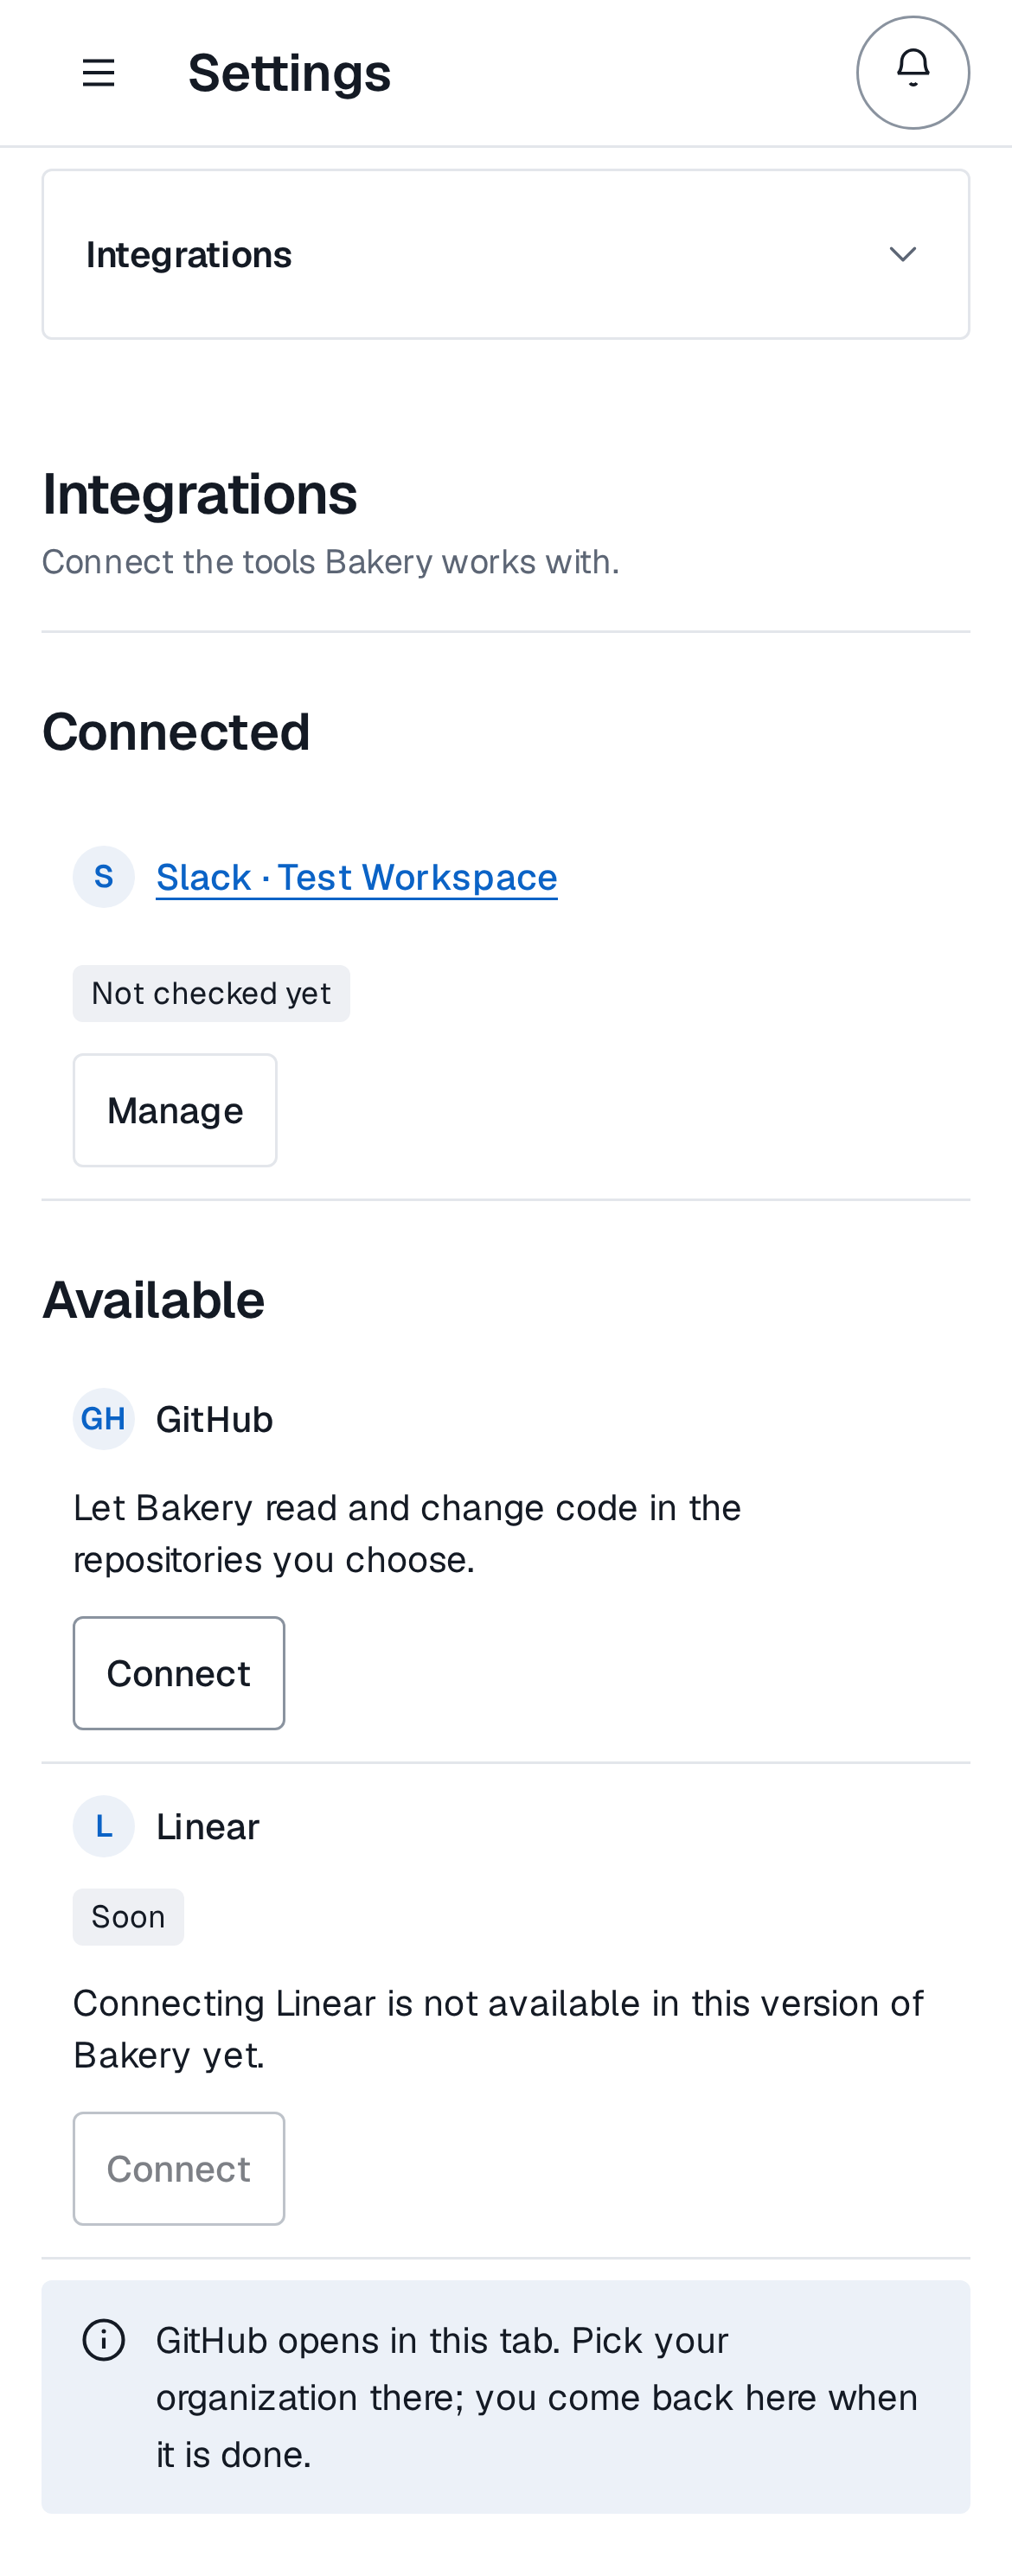 Settings
Integrations
Integrations
Connect the tools Bakery works with.
Connected
S Slack · Test Workspace
Not checked yet
Manage
Available
GH GitHub
Let Bakery read and change code in the
repositories you choose.
Connect
L Linear
Soon
Connecting Linear is not available in this version of
Bakery yet.
Connect
GitHub opens in this tab. Pick your
organization there; you come back here when
it is done.